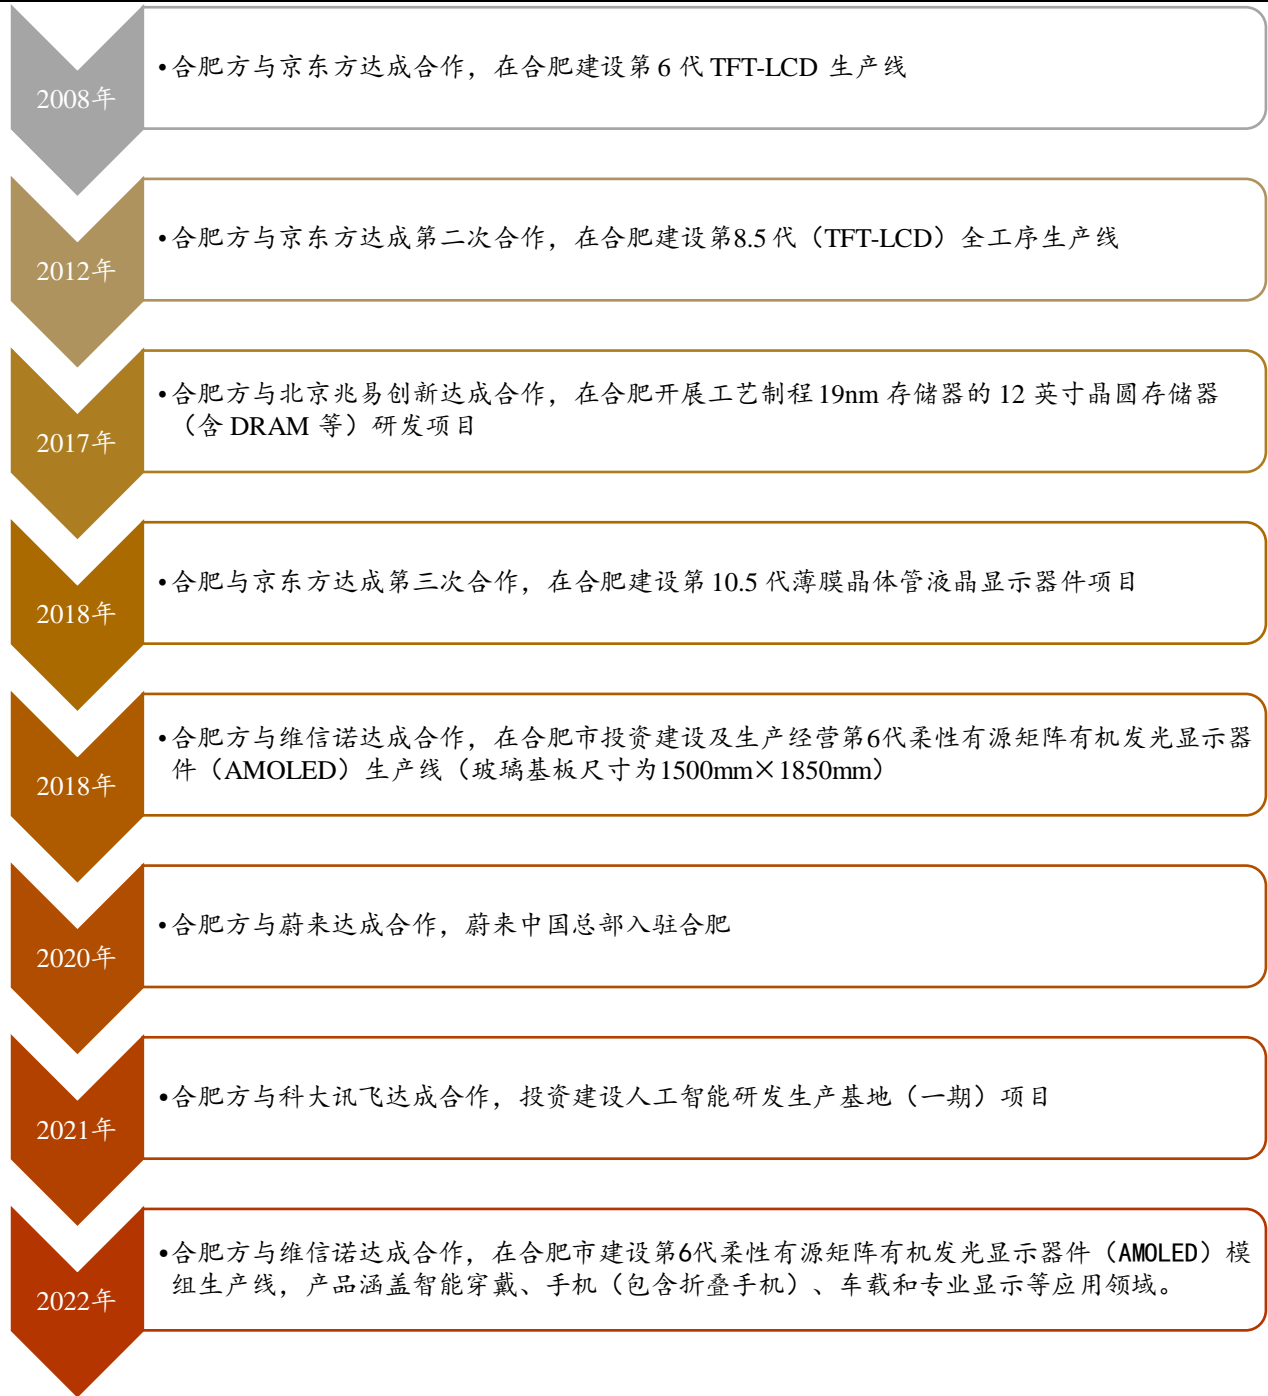 2008年
•合肥方与京东方达成合作，在合肥建设第 6 代 TFT-LCD 生产线
2012年
•合肥方与京东方达成第二次合作，在合肥建设第8.5 代（TFT-LCD）全工序生产线
2017年
•合肥方与北京兆易创新达成合作，在合肥开展工艺制程 19nm 存储器的 12 英寸晶圆存储器
（含 DRAM 等）研发项目
2018年
•合肥与京东方达成第三次合作，在合肥建设第 10.5 代薄膜晶体管液晶显示器件项目
2018年
•合肥方与维信诺达成合作，在合肥市投资建设及生产经营第6代柔性有源矩阵有机发光显示器
件（AMOLED）生产线（玻璃基板尺寸为1500mm×1850mm）
2020年
•合肥方与蔚来达成合作，蔚来中国总部入驻合肥
2021年
•合肥方与科大讯飞达成合作，投资建设人工智能研发生产基地（一期）项目
2022年
•合肥方与维信诺达成合作，在合肥市建设第6代柔性有源矩阵有机发光显示器件（AMOLED）模
组生产线，产品涵盖智能穿戴、手机（包含折叠手机）、车载和专业显示等应用领域。